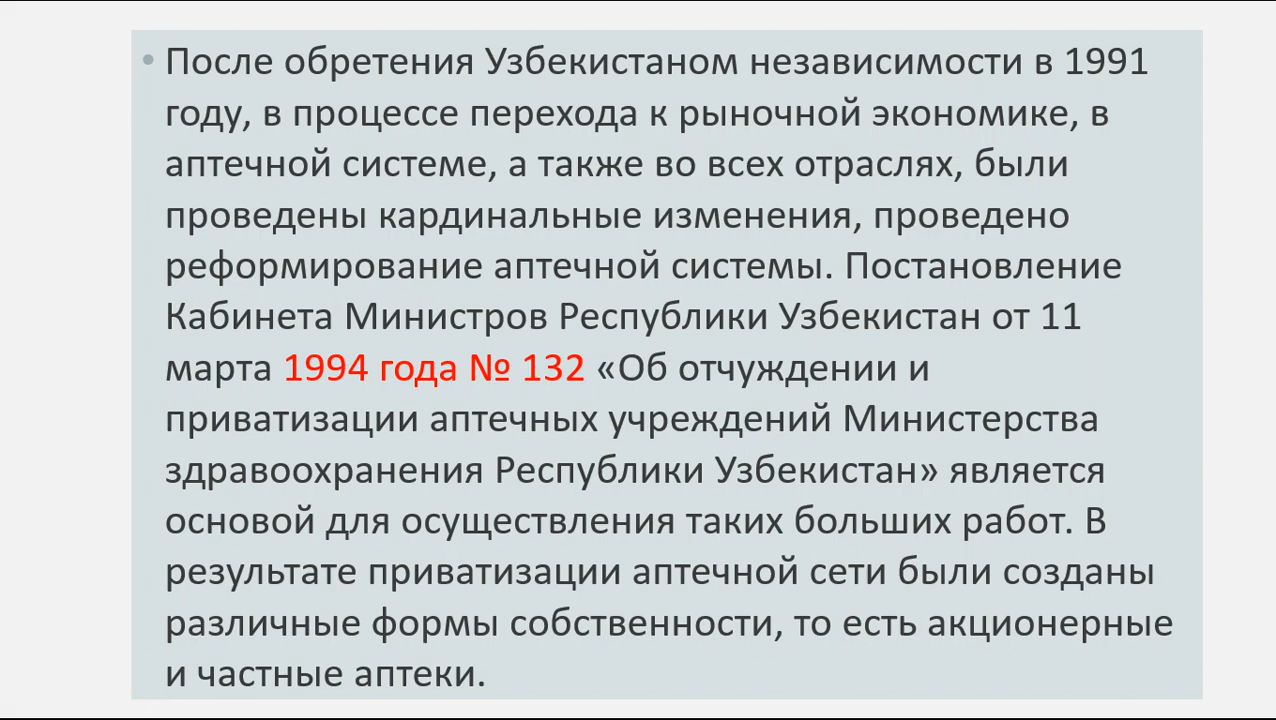 • После обретения Узбекистаном независимости в 1991
году, в процессе перехода к рыночной экономике, в
аптечной системе, а также во всех отраслях, были
проведены кардинальные изменения, проведено
реформирование аптечной системы. Постановление
Кабинета Министров Республики Узбекистан от 11
марта 1994 года № 132 «Об отчуждении и
приватизации аптечных учреждений Министерства
здравоохранения Республики Узбекистан» является
основой для осуществления таких больших работ. В
результате приватизации аптечной сети были созданы
различные формы собственности, то есть акционерные
и частные аптеки.